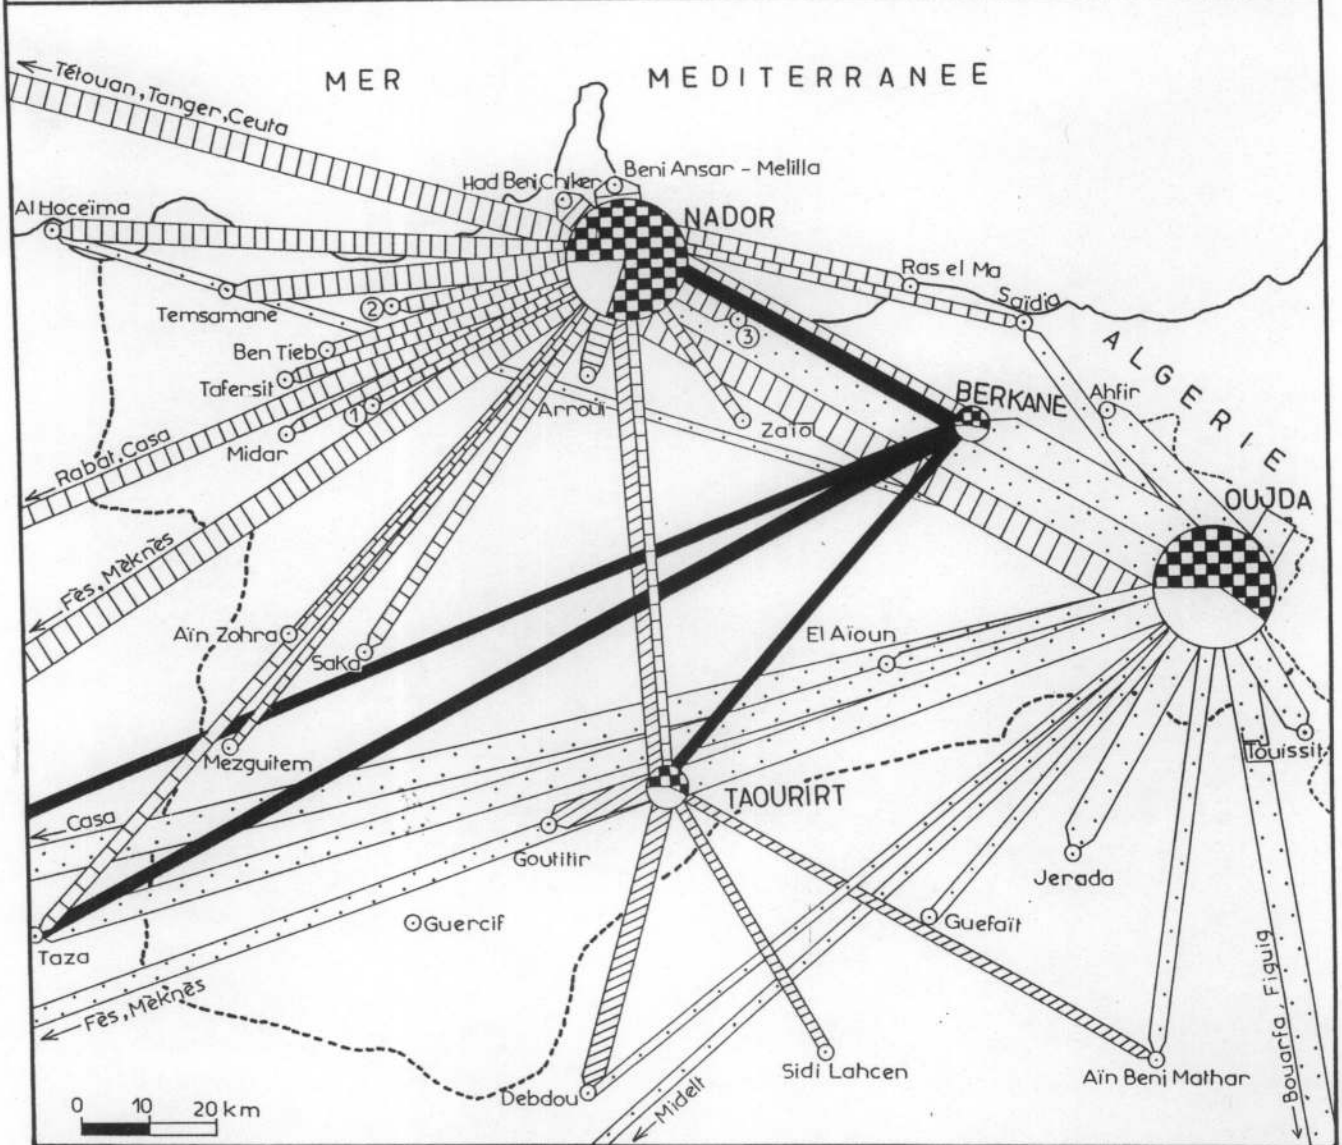 Tétouan, Tanger, Ceuta
MER MEDITERRANEE
Beni Ansar - Melilla
Had Beni Chiker
Al Hoceïma
NADOR
Ras el Ma
Saïdia
Temsamane
2
3
ALGERIE
Ben Tieb
Tafersit
1
Arrouï
Zaïo
BERKANE
Ahfir
Midar
Rabat, Casa
OUJDA
Fès, Mèknès
Aïn Zohra
Saka
El Aïoun
Mezguitem
Touissit
TAOURIRT
Casa
Goutitir
Jerada
Guercif
Guefaït
Taza
Fès, Mèknès
Bouarfa, Figuig
Sidi Lahcen
Aïn Beni Mathar
Debdou
Midelt
0 10 20 km